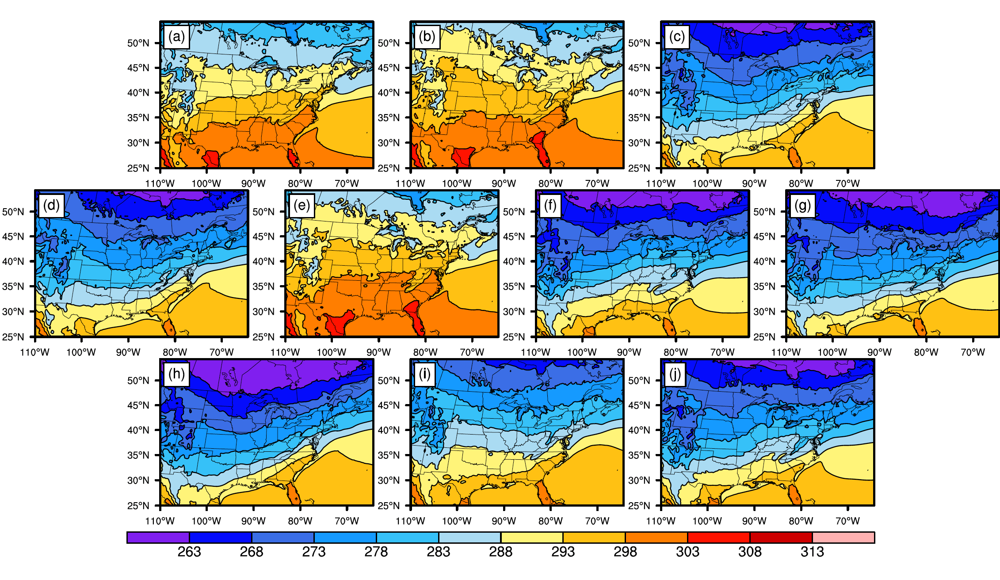 (a) (b) (c)
50°N 50°N 50°N
45°N 45°N 45°N
40°N 40°N 40°N
35°N 35°N 35°N
30°N 30°N 30°N
25°N 25°N 25°N
110°W 100°W 90°W 80°W 70°W 110°W 100°W 90°W 80°W 70°W 110°W 100°W 90°W 80°W 70°W
(d) (e) (f) (g)
50°N 50°N 50°N 50°N
45°N 45°N 45°N 45°N
40°N 40°N 40°N 40°N
35°N 35°N 35°N 35°N
30°N 30°N 30°N 30°N
25°N 25°N 25°N 25°N
110°W 100°W 90°W 80°W 70°W 110°W 100°W 90°W 80°W 70°W 110°W 100°W 90°W 80°W 70°W 110°W 100°W 90°W 80°W 70°W
(h) (i) (j)
50°N 50°N 50°N
45°N 45°N 45°N
40°N 40°N 40°N
35°N 35°N 35°N
30°N 30°N 30°N
25°N 25°N 25°N
110°W 100°W 90°W 80°W 70°W 110°W 100°W 90°W 80°W 70°W 110°W 100°W 90°W 80°W 70°W
263 268 273 278 283 288 293 298 303 308 313